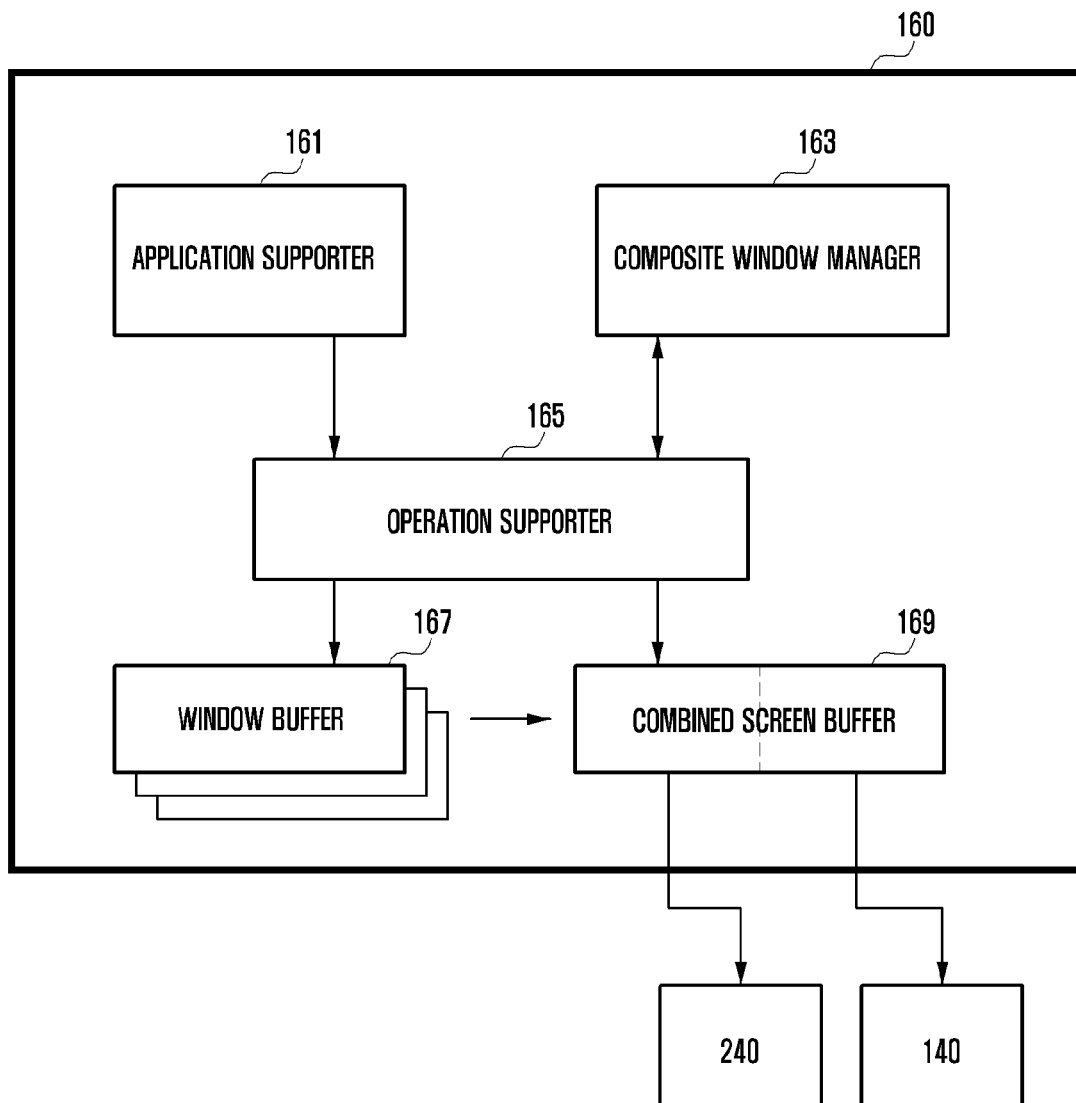 160
161
163
APPLICATION SUPPORTER
COMPOSITE WINDOW MANAGER
165
OPERATION SUPPORTER
167
169
WINDOW BUFFER
COMBINED SCREEN BUFFER
240
140